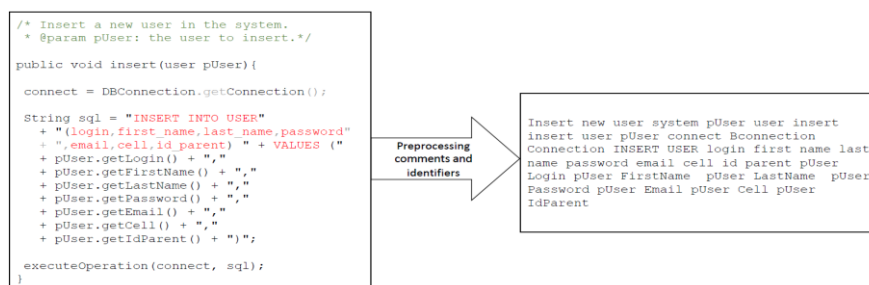 /* Insert a new user in the system.
* @param pUser: the user to insert.*/
public void insert(user pUser){
connect = DBConnection.getConnection();
String sql = "INSERT INTO USER"
+ "(login,first_name,last_name,password"
+ ",email,cell,id_parent) " + VALUES ("
+ pUser.getLogin() + ","
+ pUser.getFirstName() + ","
+ pUser.getLastName() + ","
+ pUser.getPassword() + ","
+ pUser.getEmail() + ","
+ pUser.getCell() + ","
+ pUser.getIdParent() + ")";
executeOperation(connect, sql);
}
Preprocessing
comments and
identifiers
Insert new user system pUser user insert
insert user pUser connect Bconnection
Connection INSERT USER login first name last
name password email cell id parent pUser
Login pUser FirstName pUser LastName pUser
Password pUser Email pUser Cell pUser
IdParent